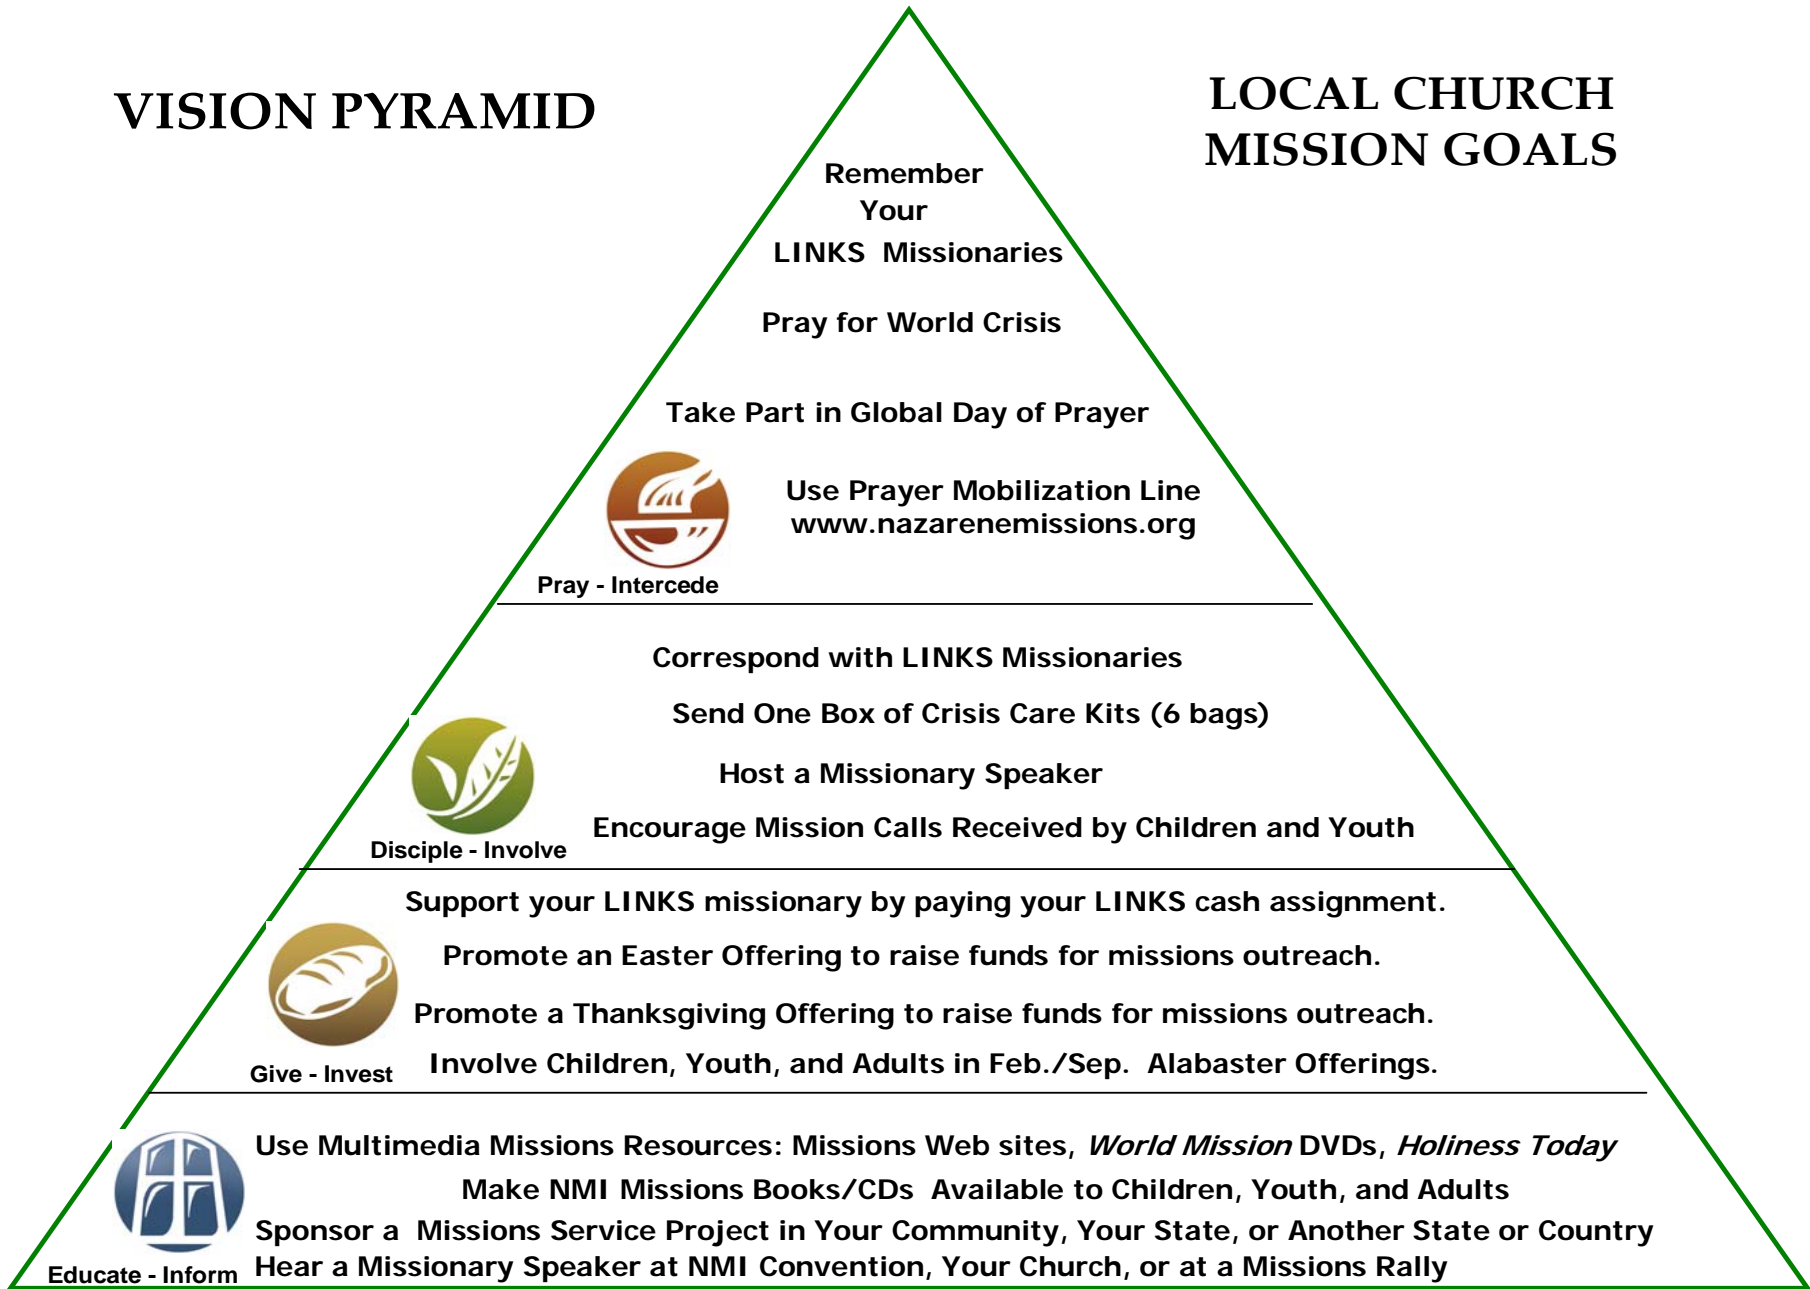 VISION PYRAMID
LOCAL CHURCH
MISSION GOALS
Remember
Your
LINKS Missionaries
Pray for World Crisis
Take Part in Global Day of Prayer
Use Prayer Mobilization Line
www.nazarenemissions.org
Pray - Intercede
Correspond with LINKS Missionaries
Send One Box of Crisis Care Kits (6 bags)
Host a Missionary Speaker
Encourage Mission Calls Received by Children and Youth
Disciple - Involve
Support your LINKS missionary by paying your LINKS cash assignment.
Promote an Easter Offering to raise funds for missions outreach.
Promote a Thanksgiving Offering to raise funds for missions outreach.
Involve Children, Youth, and Adults in Feb./Sep. Alabaster Offerings.
Give - Invest
Use Multimedia Missions Resources: Missions Web sites, World Mission DVDs, Holiness Today
Make NMI Missions Books/CDs Available to Children, Youth, and Adults
Sponsor a Missions Service Project in Your Community, Your State, or Another State or Country
Hear a Missionary Speaker at NMI Convention, Your Church, or at a Missions Rally
Educate - Inform